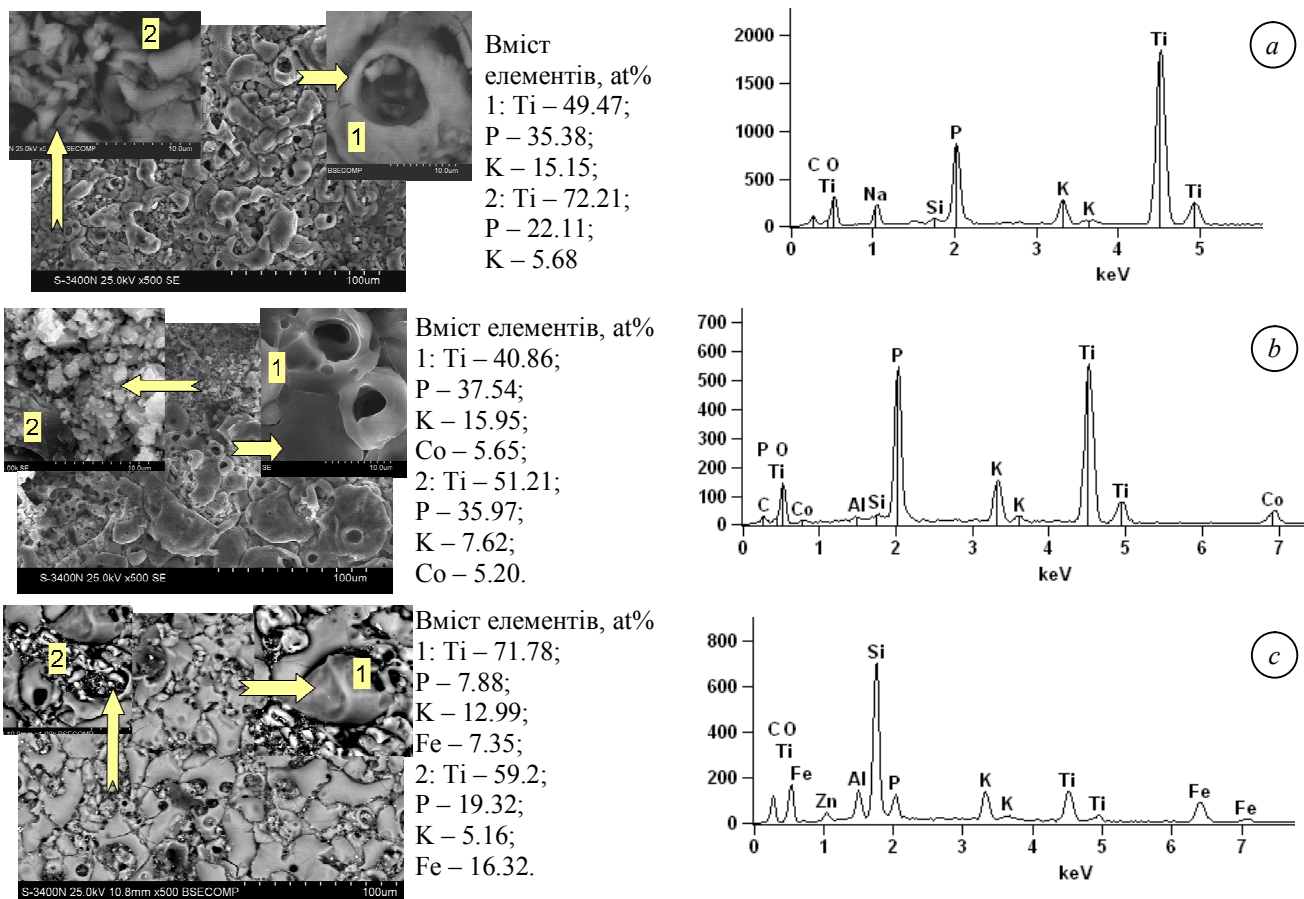 2
1
N 25.0kV x5
10.0um
BSECOMP
10.0um
S-3400N 25.0kV x500 SE
100um
Вміст
елементів, at%
1: Ti – 49.47;
P – 35.38;
K – 15.15;
2: Ti – 72.21;
P – 22.11;
K – 5.68
a
2000
1500
1000
500
0
C O
Ti
Na
Si
P
K
K
Ti
Ti
0 1 2 3 4 5
keV
2
1
.00k SE
10.0um
SE
10.0um
S-3400N 25.0kV x500 SE
100um
Вміст елементів, at%
1: Ti – 40.86;
P – 37.54;
K – 15.95;
Co – 5.65;
2: Ti – 51.21;
P – 35.97;
K – 7.62;
Co – 5.20.
b
700
600
500
400
300
200
100
0
P O
Ti
C
Co
Al
Si
P
K
K
Ti
Ti
Co
0 1 2 3 4 5 6 7
keV
2
1
10.0um
S-3400N 25.0kV 10.8mm x500 BSECOMP
100um
Вміст елементів, at%
1: Ti – 71.78;
P – 7.88;
K – 12.99;
Fe – 7.35;
2: Ti – 59.2;
P – 19.32;
K – 5.16;
Fe – 16.32.
c
800
600
400
200
0
C O
Ti
Fe
Zn
Al
Si
P
K
K
Ti
Ti
Fe
Fe
0 1 2 3 4 5 6 7
keV